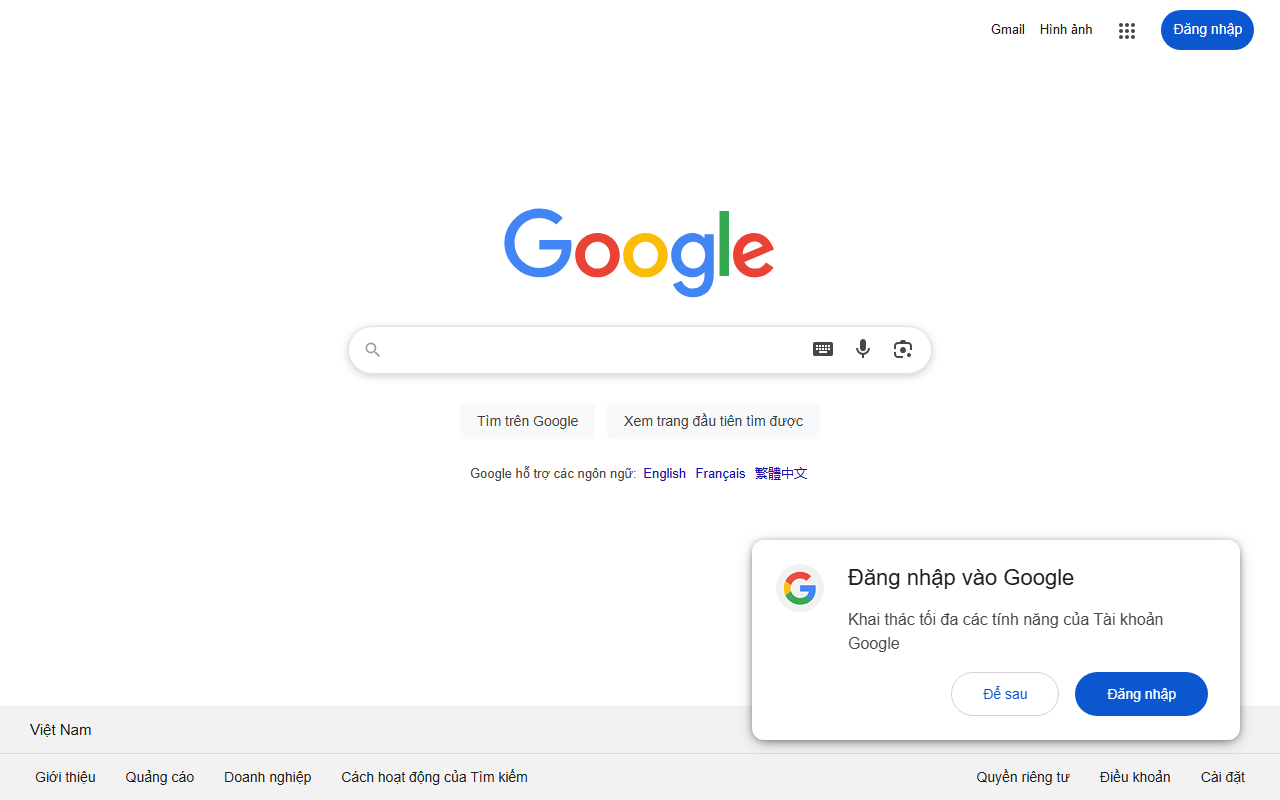 Gmail Hình ảnh Đăng nhập
Google
Tìm trên Google Xem trang đầu tiên tìm được
Google hỗ trợ các ngôn ngữ: English Français 繁體中文
Đăng nhập vào Google
Khai thác tối đa các tính năng của Tài khoản
Google
Để sau Đăng nhập
Việt Nam
Giới thiệu Quảng cáo Doanh nghiệp Cách hoạt động của Tìm kiếm Quyền riêng tư Điều khoản Cài đặt